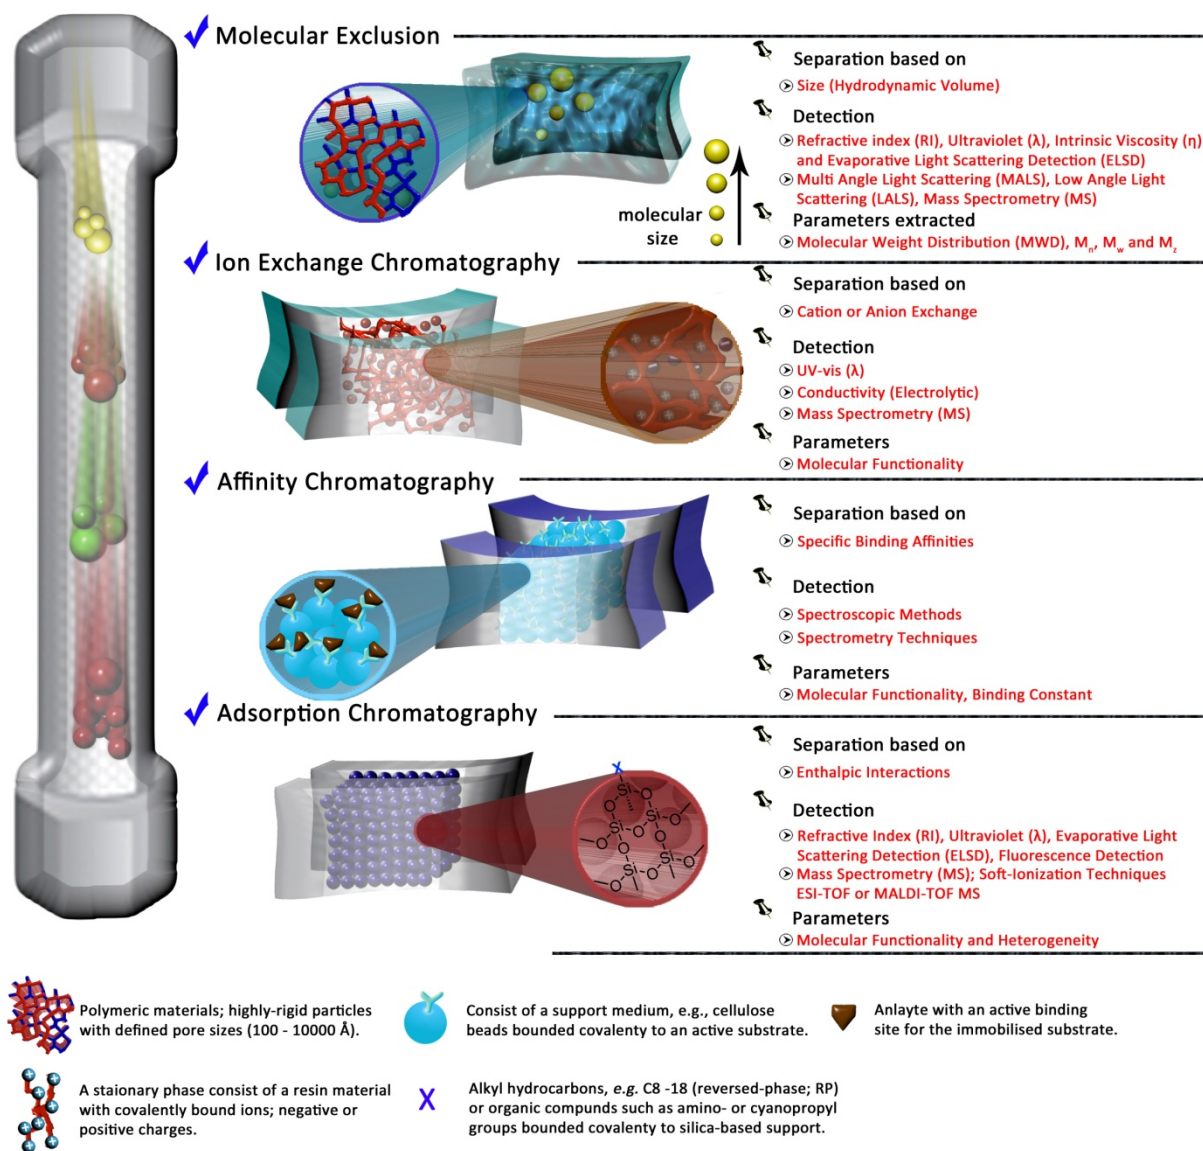 Molecular Exclusion
Separation based on
Size (Hydrodynamic Volume)
Detection
Refractive index (RI), Ultraviolet (λ), Intrinsic Viscosity (η)
and Evaporative Light Scattering Detection (ELSD)
Multi Angle Light Scattering (MALS), Low Angle Light
Scattering (LALS), Mass Spectrometry (MS)
Parameters extracted
Molecular Weight Distribution (MWD), Mn, Mw and Mz
molecular
size
Ion Exchange Chromatography
Separation based on
Cation or Anion Exchange
Detection
UV-vis (λ)
Conductivity (Electrolytic)
Mass Spectrometry (MS)
Parameters
Molecular Functionality
Affinity Chromatography
Separation based on
Specific Binding Affinities
Detection
Spectroscopic Methods
Spectrometry Techniques
Parameters
Molecular Functionality, Binding Constant
Adsorption Chromatography
Separation based on
Enthalpic Interactions
Detection
Refractive Index (RI), Ultraviolet (λ), Evaporative Light
Scattering Detection (ELSD), Fluorescence Detection
Mass Spectrometry (MS); Soft-Ionization Techniques
ESI-TOF or MALDI-TOF MS
Parameters
Molecular Functionality and Heterogeneity
X
Si
O
O
Si
O
Si
O
O
O
O
Si
O
Si
O
Polymeric materials; highly-rigid particles
with defined pore sizes (100 - 10000 Å).
Consist of a support medium, e.g., cellulose
beads bounded covalenty to an active substrate.
Anlayte with an active binding
site for the immobilised substrate.
A staionary phase consist of a resin material
with covalently bound ions; negative or
positive charges.
X
Alkyl hydrocarbons, e.g. C8 -18 (reversed-phase; RP)
or organic compunds such as amino- or cyanopropyl
groups bounded covalenty to silica-based support.